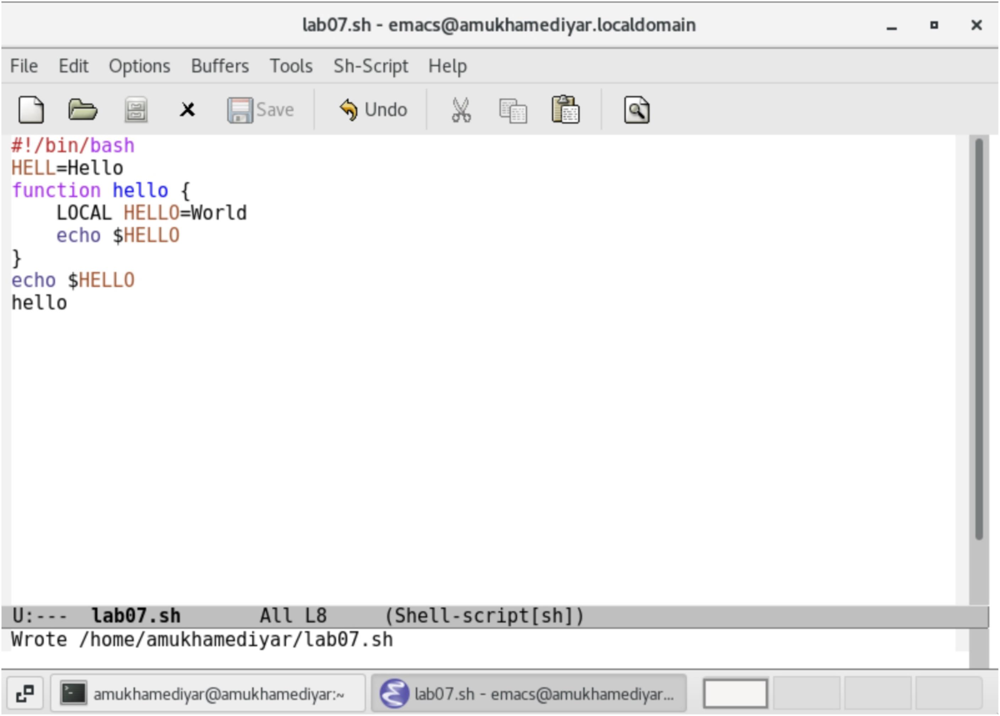 lab07.sh - emacs@amukhamediyar.localdomain
File Edit Options Buffers Tools Sh-Script Help
Save Undo
#!/bin/bash
HELL=Hello
function hello {
    LOCAL HELLO=World
    echo $HELLO
}
echo $HELLO
hello
U:--- lab07.sh All L8 (Shell-script[sh])
Wrote /home/amukhamediyar/lab07.sh
amukhamediyar@amukhamediyar:~ lab07.sh - emacs@amukhamediyar...